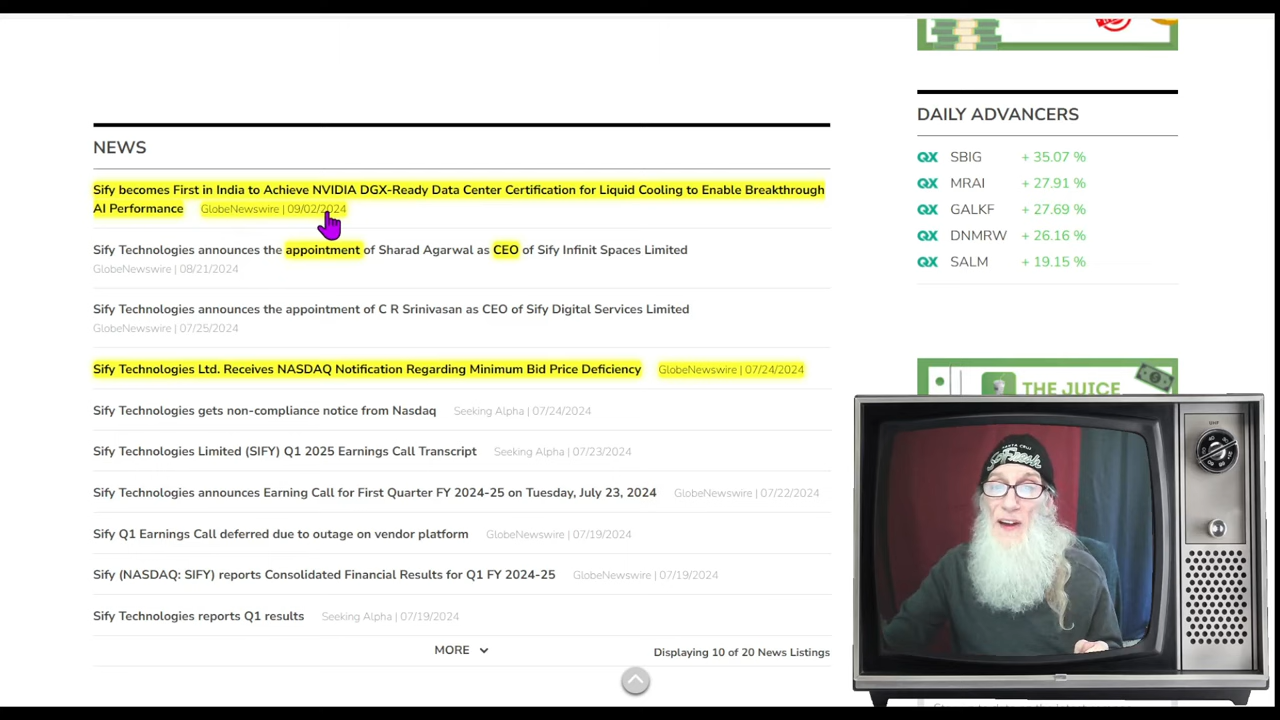 NEWS
Sify becomes First in India to Achieve NVIDIA DGX-Ready Data Center Certification for Liquid Cooling to Enable Breakthrough
AI Performance GlobeNewswire | 09/02/2024
Sify Technologies announces the appointment of Sharad Agarwal as CEO of Sify Infinit Spaces Limited
GlobeNewswire | 08/21/2024
Sify Technologies announces the appointment of C R Srinivasan as CEO of Sify Digital Services Limited
GlobeNewswire | 07/25/2024
Sify Technologies Ltd. Receives NASDAQ Notification Regarding Minimum Bid Price Deficiency GlobeNewswire | 07/24/2024
Sify Technologies gets non-compliance notice from Nasdaq Seeking Alpha | 07/24/2024
Sify Technologies Limited (SIFY) Q1 2025 Earnings Call Transcript Seeking Alpha | 07/23/2024
Sify Technologies announces Earning Call for First Quarter FY 2024-25 on Tuesday, July 23, 2024 GlobeNewswire | 07/22/2024
Sify Q1 Earnings Call deferred due to outage on vendor platform GlobeNewswire | 07/19/2024
Sify (NASDAQ: SIFY) reports Consolidated Financial Results for Q1 FY 2024-25 GlobeNewswire | 07/19/2024
Sify Technologies reports Q1 results Seeking Alpha | 07/19/2024
MORE
Displaying 10 of 20 News Listings
DAILY ADVANCERS
QX SBIG + 35.07 %
QX MRAI + 27.91 %
QX GALKF + 27.69 %
QX DNMRW + 26.16 %
QX SALM + 19.15 %
THE JUICE